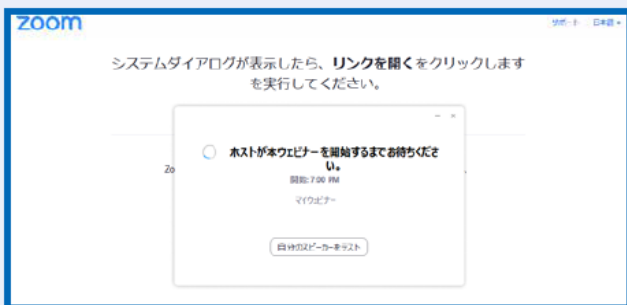 zoom
サポート 日本語
システムダイアログが表示したら、リンクを開くをクリックします
を実行してください。
ホストが本ウェビナーを開始するまでお待ちくださ
い。
Zo
開始: 7:00 PM
マイウェビナー
自分のスピーカーをテスト